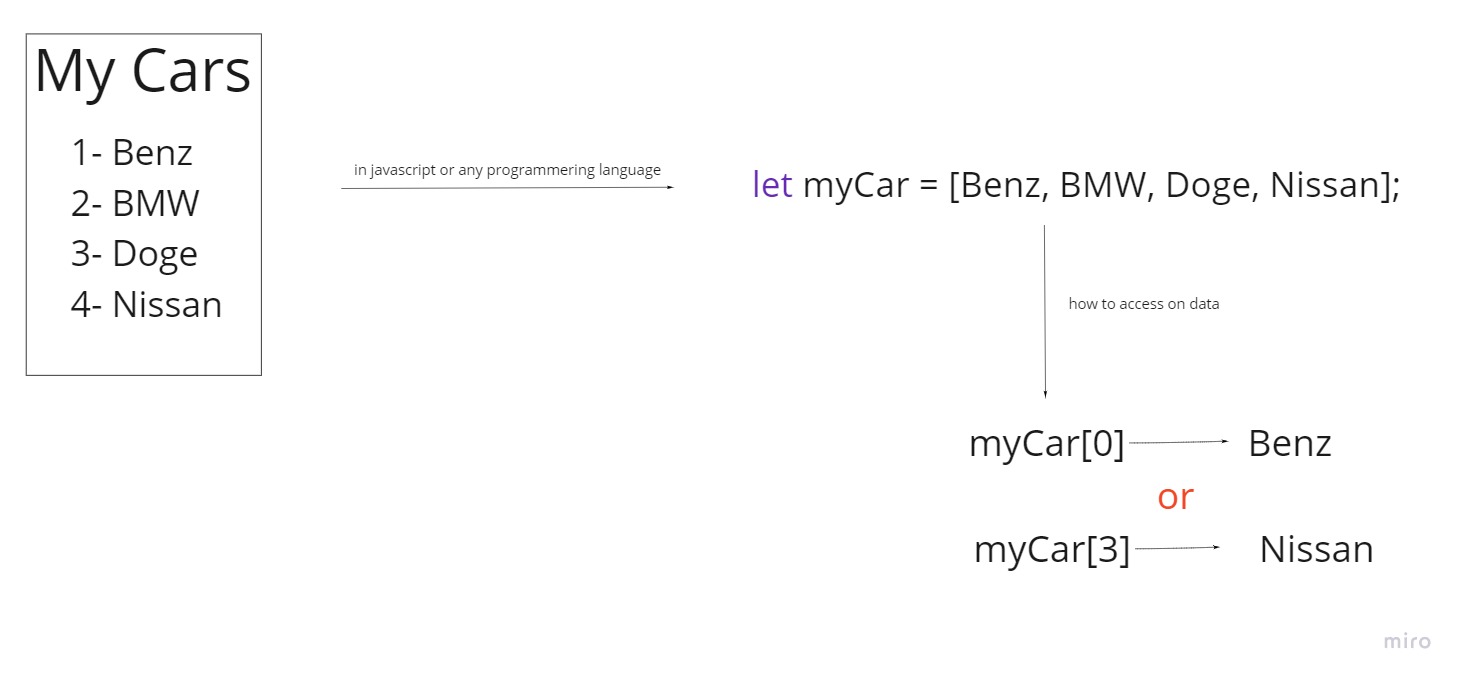 My Cars
1- Benz
2- BMW
3- Doge
4- Nissan
in javascript or any programmering language
let myCar = [Benz, BMW, Doge, Nissan];
how to access on data
myCar[0] Benz
or
myCar[3] Nissan
miro